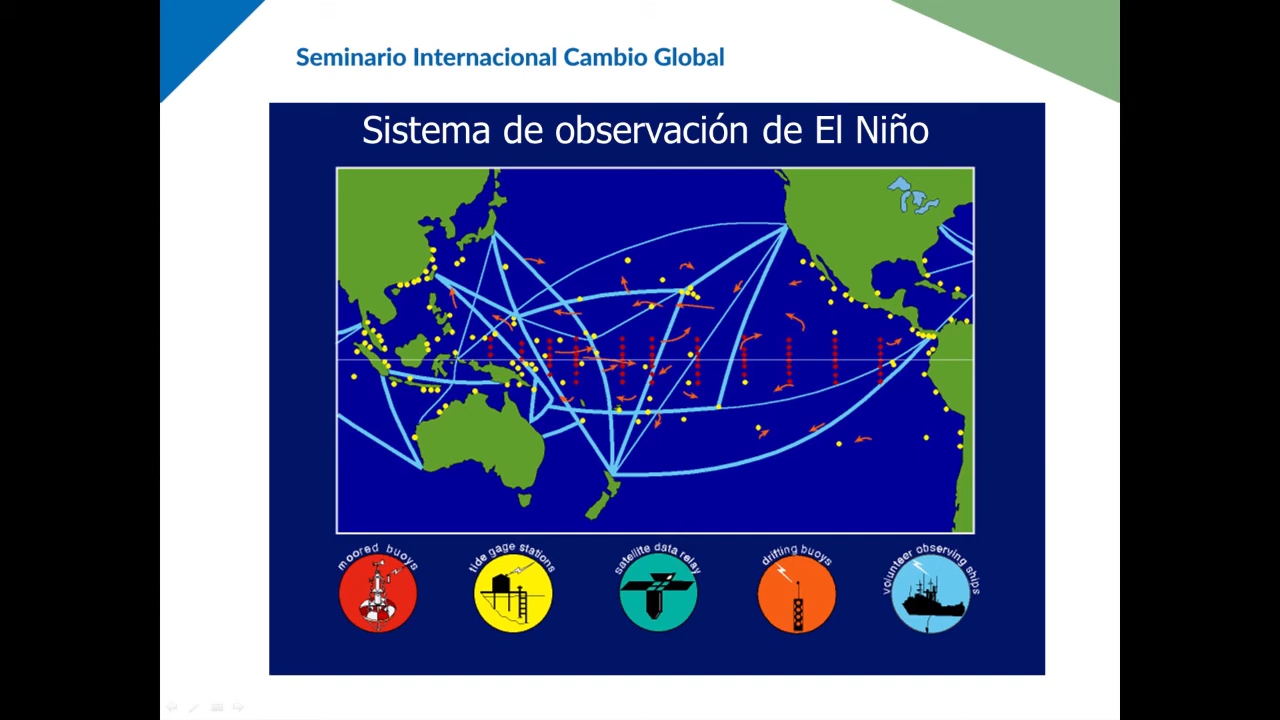 Seminario Internacional Cambio Global
Sistema de observación de El Niño
moored buoys
tide gage stations
satellite data relay
drifting buoys
volunteer observing ships